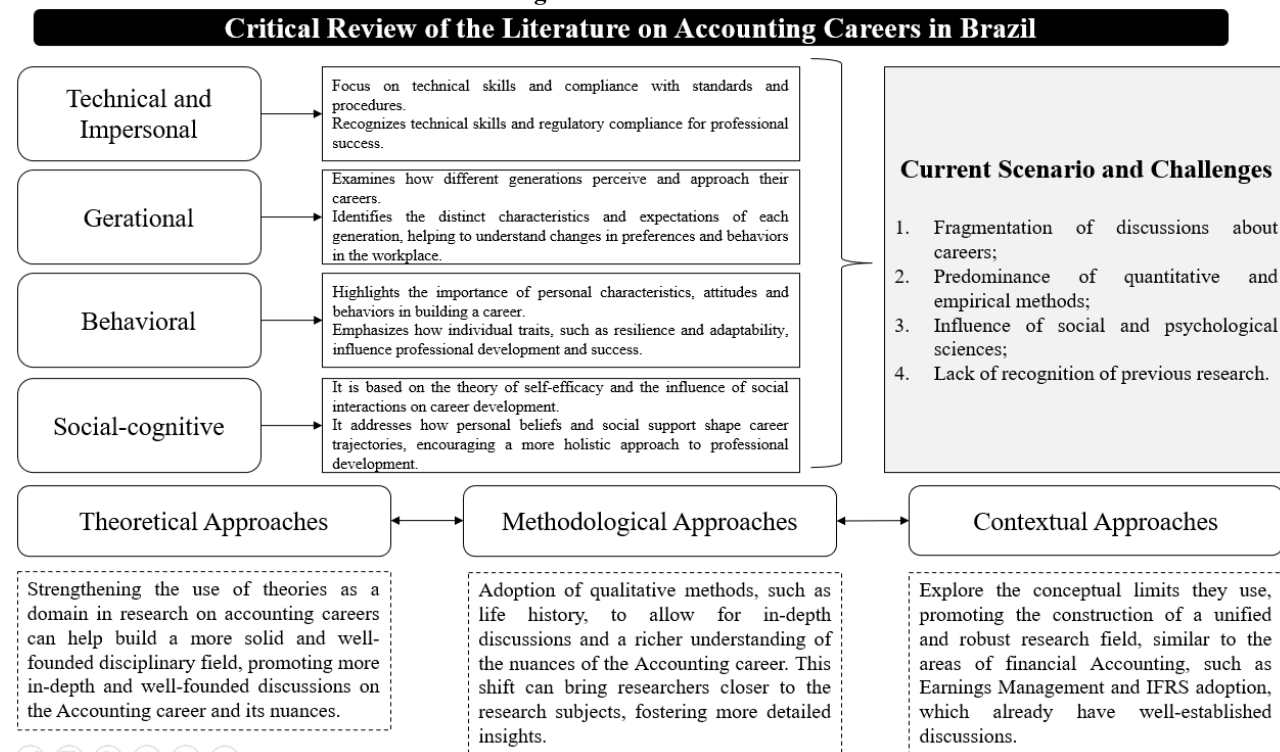 Critical Review of the Literature on Accounting Careers in Brazil
Technical and
Impersonal
Focus on technical skills and compliance with standards and
procedures.
Recognizes technical skills and regulatory compliance for professional
success.
Gerational
Examines how different generations perceive and approach their
careers.
Identifies the distinct characteristics and expectations of each
generation, helping to understand changes in preferences and behaviors
in the workplace.
Behavioral
Highlights the importance of personal characteristics, attitudes and
behaviors in building a career.
Emphasizes how individual traits, such as resilience and adaptability,
influence professional development and success.
Social-cognitive
It is based on the theory of self-efficacy and the influence of social
interactions on career development.
It addresses how personal beliefs and social support shape career
trajectories, encouraging a more holistic approach to professional
development.
Current Scenario and Challenges
1. Fragmentation of discussions about
careers;
2. Predominance of quantitative and
empirical methods;
3. Influence of social and psychological
sciences;
4. Lack of recognition of previous research.
Theoretical Approaches
Strengthening the use of theories as a
domain in research on accounting careers
can help build a more solid and well-
founded disciplinary field, promoting more
in-depth and well-founded discussions on
the Accounting career and its nuances.
Methodological Approaches
Adoption of qualitative methods, such as
life history, to allow for in-depth
discussions and a richer understanding of
the nuances of the Accounting career. This
shift can bring researchers closer to the
research subjects, fostering more detailed
insights.
Contextual Approaches
Explore the conceptual limits they use,
promoting the construction of a unified
and robust research field, similar to the
areas of financial Accounting, such as
Earnings Management and IFRS adoption,
which already have well-established
discussions.